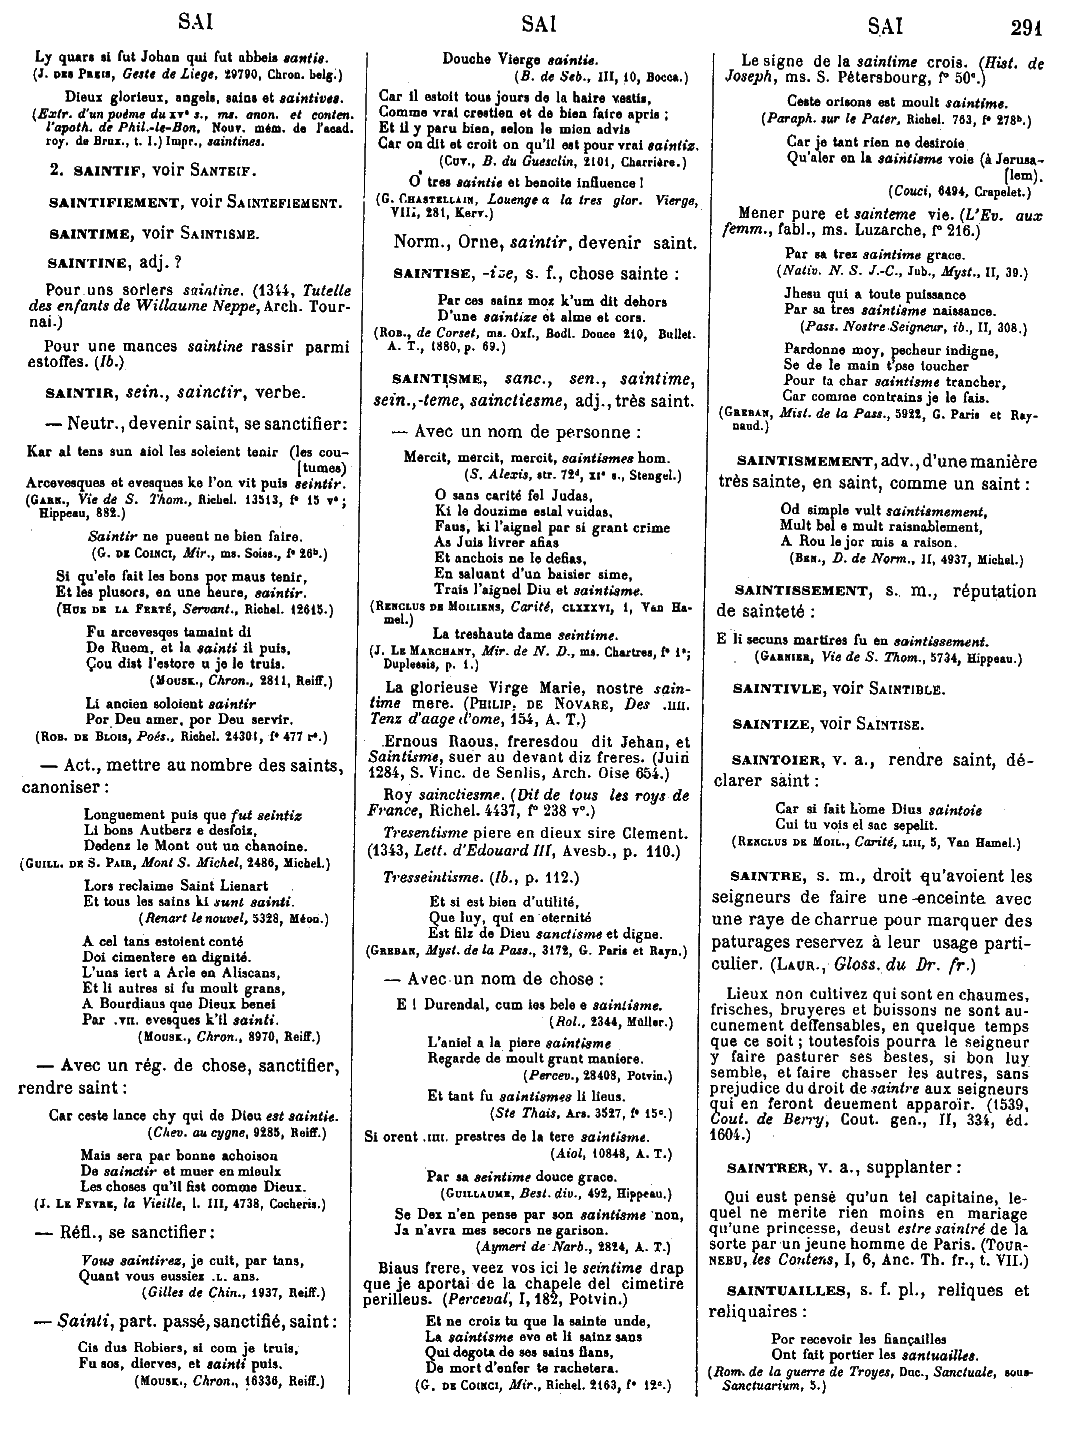 SAI
SAI
SAI
291
Ly quars si fut Johan qui fut abbeis santis.
(J. DES PREIS, Geste de Liege, 29790, Chron. belg.)
Dieux glorieux, angels, sains et saintives.
(Extr. d'un poème du XVe s., ms. anon. et conten.
l'apoth. de Phil.-le-Bon, Nouv. mém. de l'acad.
roy. de Brux., t. I.) Impr., saintines.
2. SAINTIF, voir SANTEIF.
SAINTIFIEMENT, voir SAINTEFIEMENT.
SAINTIME, voir SAINTISME.
SAINTINE, adj. ?
Pour uns sorlers saintine. (1344, Tutelle
des enfants de Willaume Neppe, Arch. Tour-
nai.)
Pour une mances saintine rassir parmi
estoffes. (Ib.)
SAINTIR, sein., sainctir, verbe.
— Neutr., devenir saint, se sanctifier:
Kar al tens sun aiol les soleient tenir (les cou-
[tumes)
Arcevesques et evesques ke l'on vit puis seintir.
(GARN., Vie de S. Thom., Richel. 13513, f° 15 v°;
Hippeau, 882.)
Saintir ne pueent ne bien faire.
(G. DE COINCI, Mir., ms. Soiss., f° 26b.)
Si qu'ele fait les bons por maus tenir,
Et les plusors, en une heure, saintir.
(HUE DE LA FERTÉ, Servant., Richel. 12615.)
Fu arcevesqes tamaint di
De Ruem, et la sainti il puis,
Çou dist l'estore u je le truis.
(MOUSK., Chron., 2811, Reiff.)
Li ancien soloient saintir
Por Deu amer, por Deu servir.
(ROB. DE BLOIS, Poés., Richel. 24301, f° 477 r°.)
— Act., mettre au nombre des saints,
canoniser :
Longuement puis que fut seintiz
Li bons Autberz e desfoiz,
Dedenz le Mont out un chanoine.
(GUILL. DE S. PAIR, Mont S. Michel, 2486, Michel.)
Lors reclaime Saint Lienart
Et tous les sains ki sunt sainti.
(Renart le nouvel, 5328, Méon.)
A cel tans estoient conté
Doi cimentere en dignité.
L'uns iert a Arle en Aliscans,
Et li autres si fu moult grans,
A Bourdiaus que Dieux benei
Par .VII. evesques k'il sainti.
(MOUSK., Chron., 8970, Reiff.)
— Avec un rég. de chose, sanctifier,
rendre saint :
Car ceste lance chy qui de Dieu est saintie.
(Chev. au cygne, 9285, Reiff.)
Mais sera par bonne achoison
De sainctir et muer en mieulx
Les choses qu'il fist comme Dieux.
(J. LE FEVRE, la Vieille, l. III, 4738, Cocheris.)
— Réfl., se sanctifier :
Vous saintirez, je cuit, par tans,
Quant vous eussiez .L. ans.
(Gilles de Chin., 1937, Reiff.)
— Sainti, part. passé, sanctifié, saint :
Cis dus Robiers, si com je truis,
Fu sos, dierves, et sainti puis.
(MOUSK., Chron., 16336, Reiff.)
Douche Vierge saintie.
(B. de Seb., III, 10, Bocca.)
Car il estoit tous jours de la haire vestis,
Comme vrai crestien et de bien faire apris ;
Et il y paru bien, selon le mien advis
Car on dit et croit on qu'il est pour vrai saintiz.
(CUV., B. du Guesclin, 2101, Charrière.)
O tres saintie et benoite influence !
(G. CHASTELLAIN, Louenge a la tres glor. Vierge,
VIII, 281, Kerv.)
Norm., Orne, saintir, devenir saint.
SAINTISE, -ize, s. f., chose sainte :
Par ces sainz moz k'um dit dehors
D'une saintize et alme et cors.
(ROB., de Corset, ms. Oxf., Bodl. Douce 210, Bullet.
A. T., 1880, p. 69.)
SAINTISME, sanc., sen., saintime,
sein., -teme, sainctiesme, adj., très saint.
— Avec un nom de personne :
Mercit, mercit, mercit, saintismes hom.
(S. Alexis, str. 72d, XIe s., Stengel.)
O sans carité fel Judas,
Ki le douzime estal vuidas,
Faus, ki l'aignel par si grant crime
As Juis livrer afias
Et anchois ne le defias,
En saluant d'un baisier sime,
Trais l'aignel Diu et saintisme.
(RENCLUS DE MOILIENS, Carité, CLXXXVI, 1, Van Ha-
mel.)
La treshaute dame seintime.
(J. LE MARCHANT, Mir. de N. D., ms. Chartres, f° 1a;
Duplessis, p. 1.)
La glorieuse Virge Marie, nostre sain-
time mere. (PHILIP. DE NOVARE, Des .IIII.
Tenz d'aage d'ome, 154, A. T.)
Ernous Raous, freresdou dit Jehan, et
Saintisme, suer au devant diz freres. (Juin
1284, S. Vinc. de Senlis, Arch. Oise 654.)
Roy sainctiesme. (Dit de tous les roys de
France, Richel. 4437, f° 238 v°.)
Tresentisme piere en dieux sire Clement.
(1343, Lett. d'Edouard III, Avesb., p. 110.)
Tresseintisme. (Ib., p. 112.)
Et si est bien d'utilité,
Que luy, qui en eternité
Est filz de Dieu sanctisme et digne.
(GREBAN, Myst. de la Pass., 3172, G. Paris et Rayn.)
— Avec un nom de chose :
E ! Durendal, cum ies bele e saintisme.
(Rol., 2344, Müller.)
L'aniel a la piere saintisme
Regarde de moult grant maniere.
(Percev., 28408, Potvin.)
Et tant fu saintismes li lieus.
(Ste Thais, Ars. 3527, f° 15c.)
Si orent .IIII. prestres de la tere saintisme.
(Aiol, 10848, A. T.)
Par sa seintime douce grace.
(GUILLAUME, Best. div., 492, Hippeau.)
Se Dex n'en pense par son saintisme non,
Ja n'avra mes secors ne garison.
(Aymeri de Narb., 2824, A. T.)
Biaus frere, veez vos ici le seintime drap
que je aportai de la chapele del cimetire
perilleus. (Perceval, I, 182, Potvin.)
Et ne croiz tu que la sainte unde,
La saintisme eve et li sainz sans
Qui degota de ses sains flans,
De mort d'enfer te rachetera.
(G. DE COINCI, Mir., Richel. 2163, f° 12c.)
Le signe de la saintime crois. (Hist. de
Joseph, ms. S. Pétersbourg, f° 50c.)
Ceste orisons est moult saintime.
(Paraph. sur le Pater, Richel. 763, f° 278b.)
Car je tant rien ne desiroie
Qu'aler en la saintisme voie (à Jerusa-
[lem).
(Couci, 6494, Crapelet.)
Mener pure et sainteme vie. (L'Ev. aux
femm., fabl., ms. Luzarche, f° 216.)
Par sa trez saintime grace.
(Nativ. N. S. J.-C., Jub., Myst., II, 39.)
Jhesu qui a toute puissance
Par sa tres saintisme naissance.
(Pass. Nostre Seigneur, ib., II, 308.)
Pardonne moy, pecheur indigne,
Se de le main t'ose toucher
Pour ta char saintisme trancher,
Car comme contrains je le fais.
(GREBAN, Mist. de la Pass., 5922, G. Paris et Ray-
naud.)
SAINTISMEMENT, adv., d'une manière
très sainte, en saint, comme un saint :
Od simple vult saintismement,
Mult bel e mult raisnablement,
A Rou le jor mis a raison.
(BEN., D. de Norm., II, 4937, Michel.)
SAINTISSEMENT, s. m., réputation
de sainteté :
E li secuns martires fu en saintissement.
(GARNIER, Vie de S. Thom., 5734, Hippeau.)
SAINTIVLE, voir SAINTIBLE.
SAINTIZE, voir SAINTISE.
SAINTOIER, v. a., rendre saint, dé-
clarer saint :
Car si fait home Dius saintoie
Cui tu vois el sac sepelit.
(RENCLUS DE MOIL., Carité, LIII, 5, Van Hamel.)
SAINTRE, s. m., droit qu'avoient les
seigneurs de faire une enceinte avec
une raye de charrue pour marquer des
paturages reservez à leur usage parti-
culier. (LAUR., Gloss. du Dr. fr.)
Lieux non cultivez qui sont en chaumes,
frisches, bruyeres et buissons ne sont au-
cunement deffensables, en quelque temps
que ce soit ; toutesfois pourra le seigneur
y faire pasturer ses bestes, si bon luy
semble, et faire chasser les autres, sans
prejudice du droit de saintre aux seigneurs
qui en feront deuement apparoir. (1539,
Cout. de Berry, Cout. gen., II, 334, éd.
1604.)
SAINTRER, v. a., supplanter :
Qui eust pensé qu'un tel capitaine, le-
quel ne merite rien moins en mariage
qu'une princesse, deust estre saintré de la
sorte par un jeune homme de Paris. (TOUR-
NEBU, les Contens, I, 6, Anc. Th. fr., t. VII.)
SAINTUAILLES, s. f. pl., reliques et
reliquaires :
Por recevoir les fiançailles
Ont fait portier les santuailles.
(Rom. de la guerre de Troyes, Duc., Sanctuale, sous-
Sanctuarium, 5.)